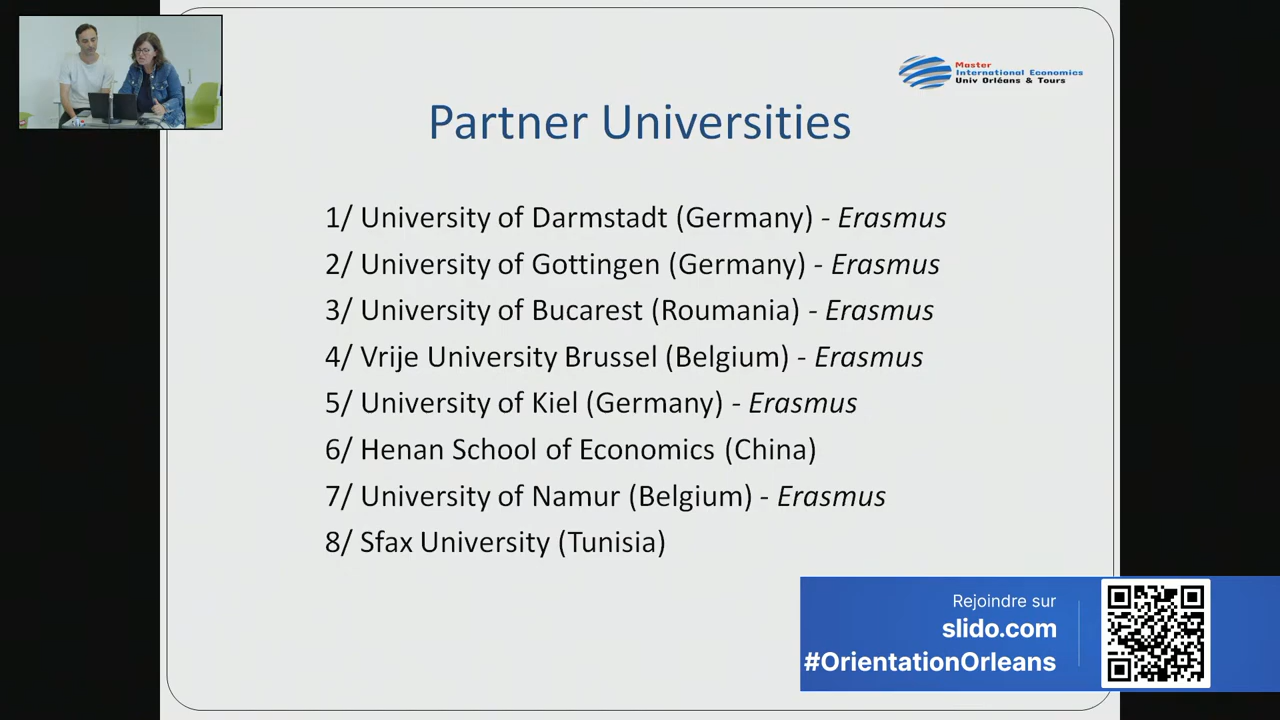 Master
International Economics
Univ Orléans & Tours
Partner Universities
1/ University of Darmstadt (Germany) - Erasmus
2/ University of Gottingen (Germany) - Erasmus
3/ University of Bucarest (Roumania) - Erasmus
4/ Vrije University Brussel (Belgium) - Erasmus
5/ University of Kiel (Germany) - Erasmus
6/ Henan School of Economics (China)
7/ University of Namur (Belgium) - Erasmus
8/ Sfax University (Tunisia)
Rejoindre sur
slido.com
#OrientationOrleans